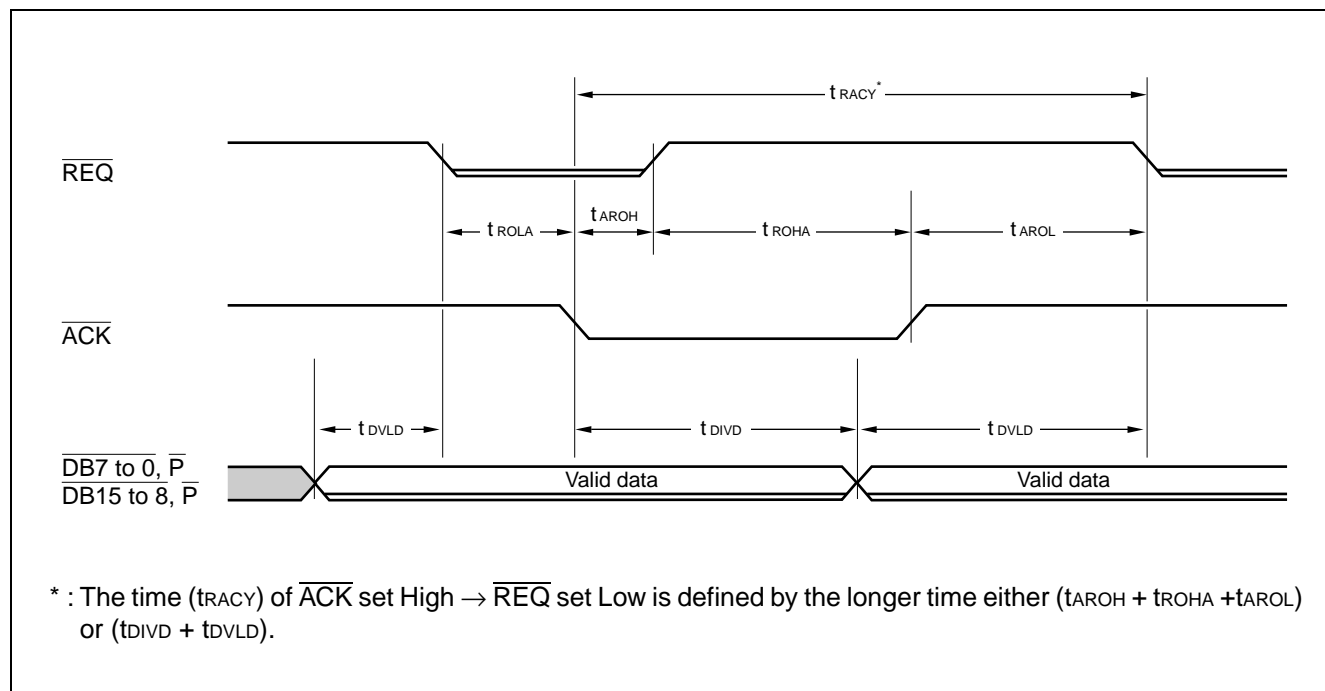 tRACY*
REQ
tROLA
tAROH
tROHA
tAROL
ACK
tDVLD
tDIVD
tDVLD
DB7 to 0, P
DB15 to 8, P
Valid data
Valid data
* : The time (tRACY) of ACK set High → REQ set Low is defined by the longer time either (tAROH + tROHA +tAROL)
or (tDIVD + tDVLD).